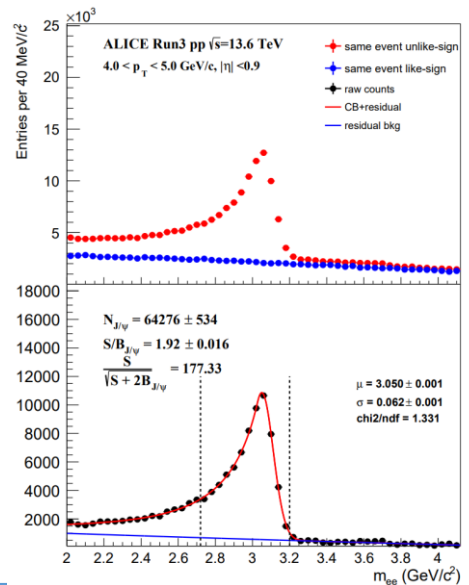 ×10³
25
20
15
10
5
Entries per 40 MeV/c²
ALICE Run3 pp √s=13.6 TeV
4.0 < p_T < 5.0 GeV/c, |η| <0.9
same event unlike-sign
same event like-sign
raw counts
CB+residual
residual bkg
18000
16000
14000
12000
10000
8000
6000
4000
2000
N_J/ψ = 64276 ± 534
S/B_J/ψ = 1.92 ± 0.016
S
√S + 2B_J/ψ = 177.33
μ = 3.050 ± 0.001
σ = 0.062 ± 0.001
chi2/ndf = 1.331
2 2.2 2.4 2.6 2.8 3 3.2 3.4 3.6 3.8 4
m_ee (GeV/c²)